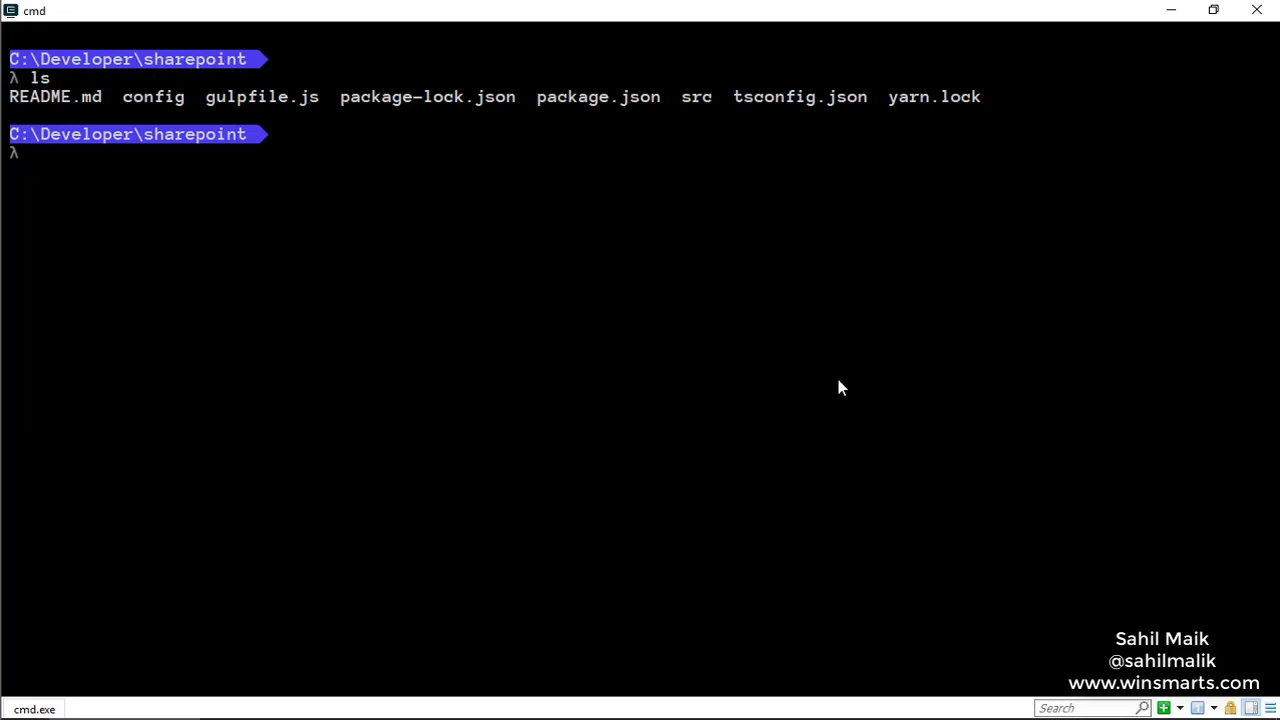 cmd
C:\Developer\sharepoint
λ ls
README.md config gulpfile.js package-lock.json package.json src tsconfig.json yarn.lock
C:\Developer\sharepoint
λ
Sahil Maik
@sahilmalik
www.winsmarts.com
cmd.exe
Search